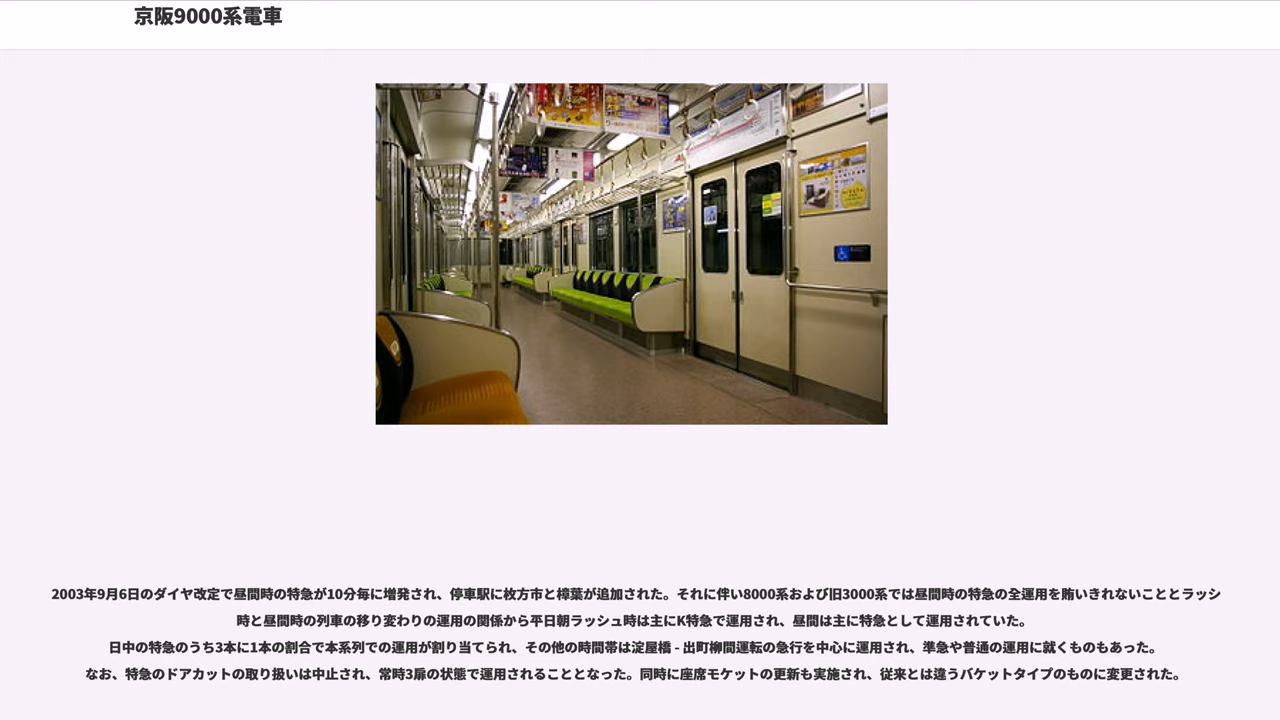 京阪9000系電車
2003年9月6日のダイヤ改定で昼間時の特急が10分毎に増発され、停車駅に枚方市と樟葉が追加された。それに伴い8000系および旧3000系では昼間時の特急の全運用を賄いきれないこととラッシ
時と昼間時の列車の移り変わりの運用の関係から平日朝ラッシュ時は主にK特急で運用され、昼間は主に特急として運用されていた。
日中の特急のうち3本に1本の割合で本系列での運用が割り当てられ、その他の時間帯は淀屋橋 - 出町柳間運転の急行を中心に運用され、準急や普通の運用に就くものもあった。
なお、特急のドアカットの取り扱いは中止され、常時3扉の状態で運用されることとなった。同時に座席モケットの更新も実施され、従来とは違うバケットタイプのものに変更された。